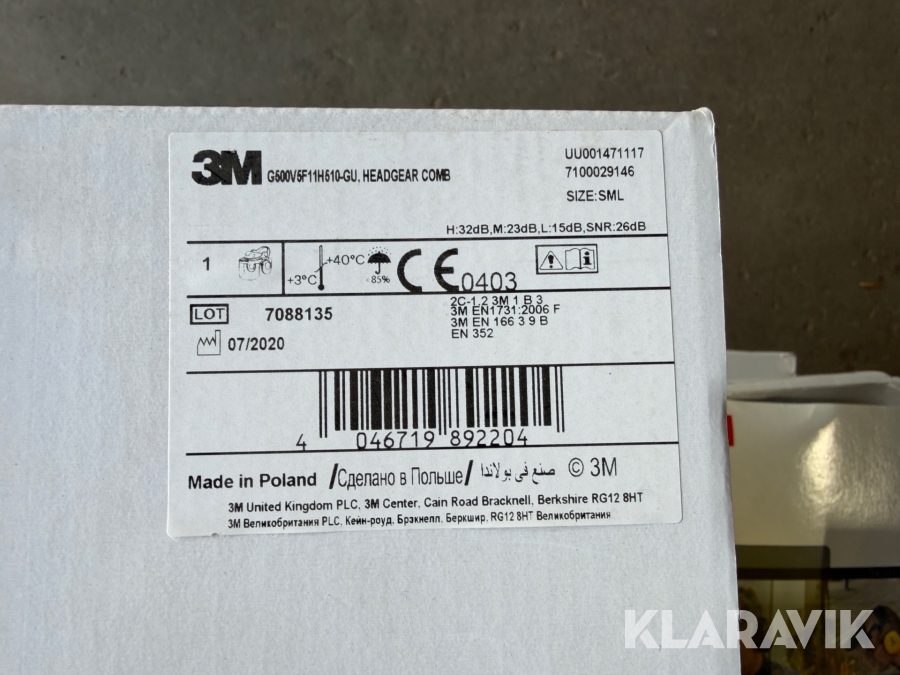 3M G500V5F11H510-GU, HEADGEAR COMB
UU001471117
7100029146
SIZE:SML
H:32dB,M:23dB,L:15dB,SNR:26dB
1
+3°C
+40°C
<85%
CE0403
LOT 7088135
07/2020
2C-1,2 3M 1 B 3
3M EN1731:2006 F
3M EN 166 3 9 B
EN 352
4 046719 892204
Made in Poland /Сделано в Польше/ صنع في بولاندا © 3M
3M United Kingdom PLC, 3M Center, Cain Road Bracknell, Berkshire RG12 8HT
3M Великобритания PLC, Кейн-роуд, Брэкнелл, Беркшир, RG12 8HT Великобритания
KLARAVIK